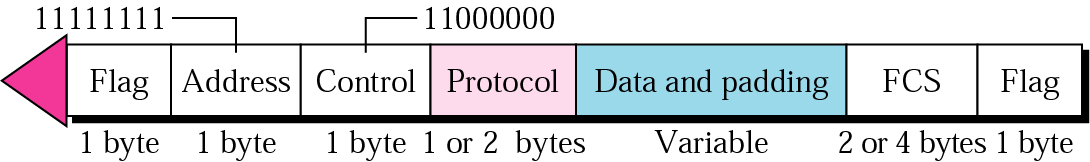 11111111 11000000
Flag Address Control Protocol Data and padding FCS Flag
1 byte 1 byte 1 byte 1 or 2 bytes Variable 2 or 4 bytes 1 byte